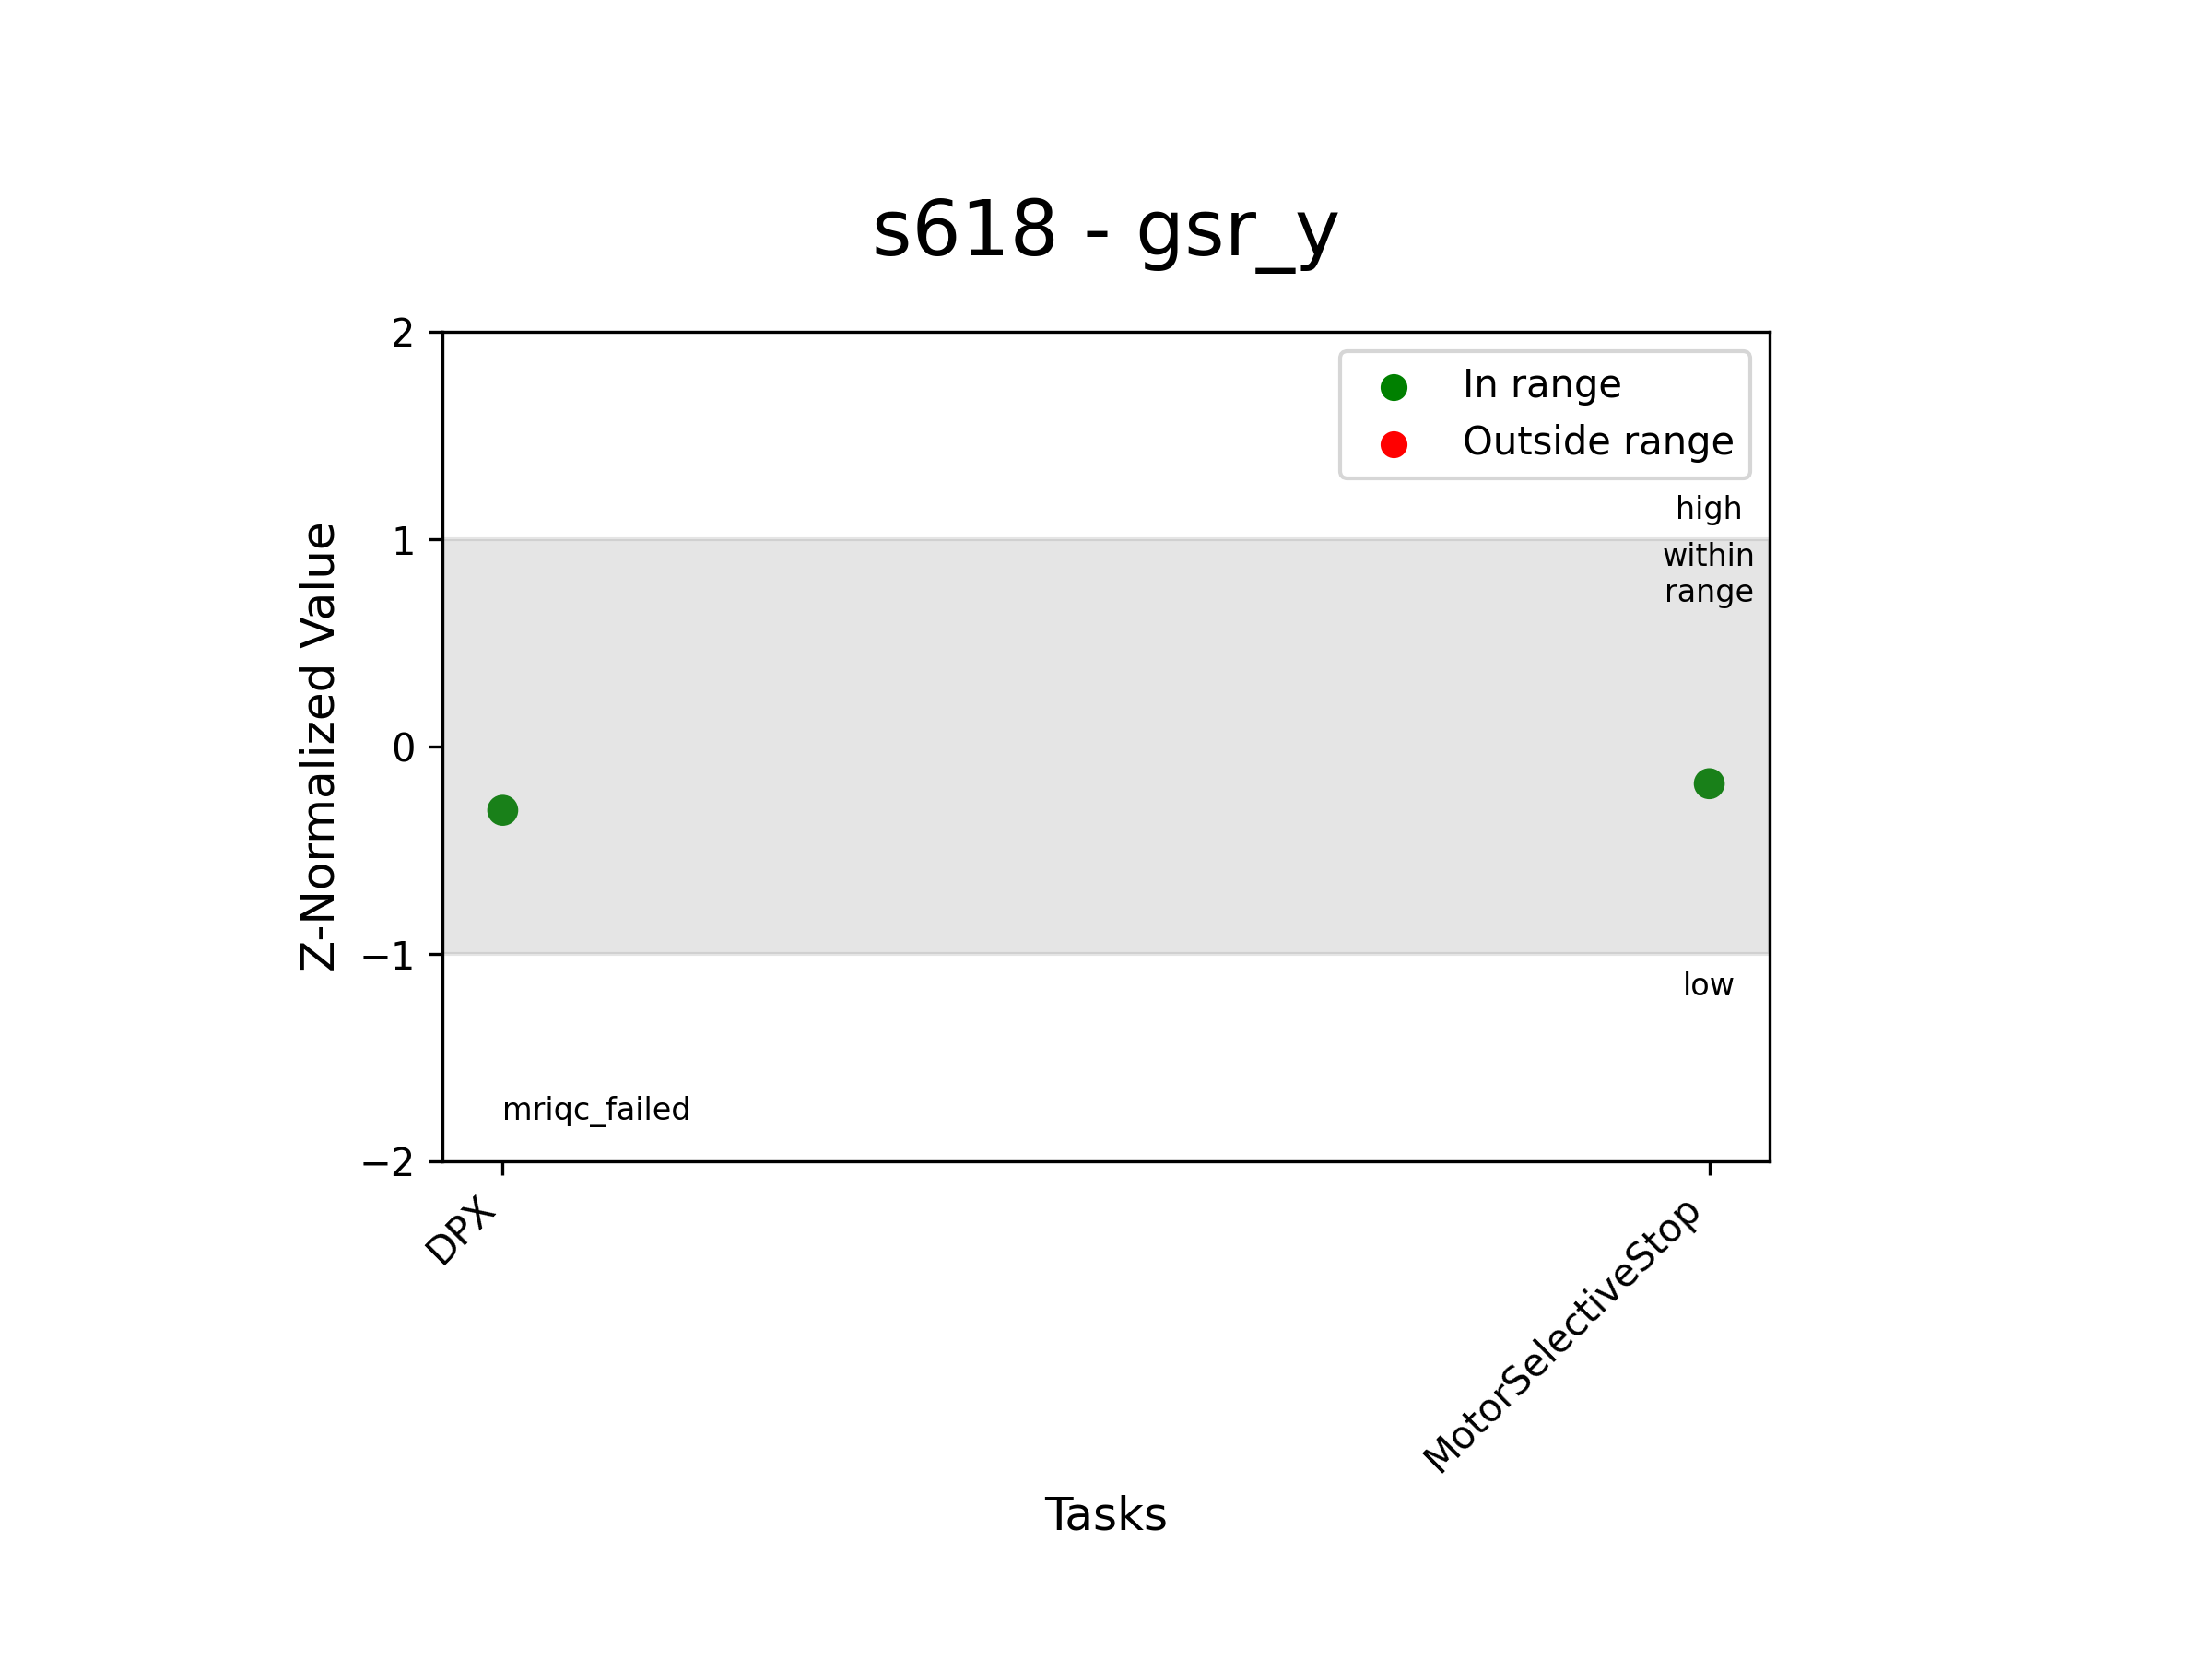 s618 - gsr_y
2
1
0
−1
−2
Z-Normalized Value
In range
Outside range
high
within
range
low
mriqc_failed
DPX
MotorSelectiveStop
Tasks